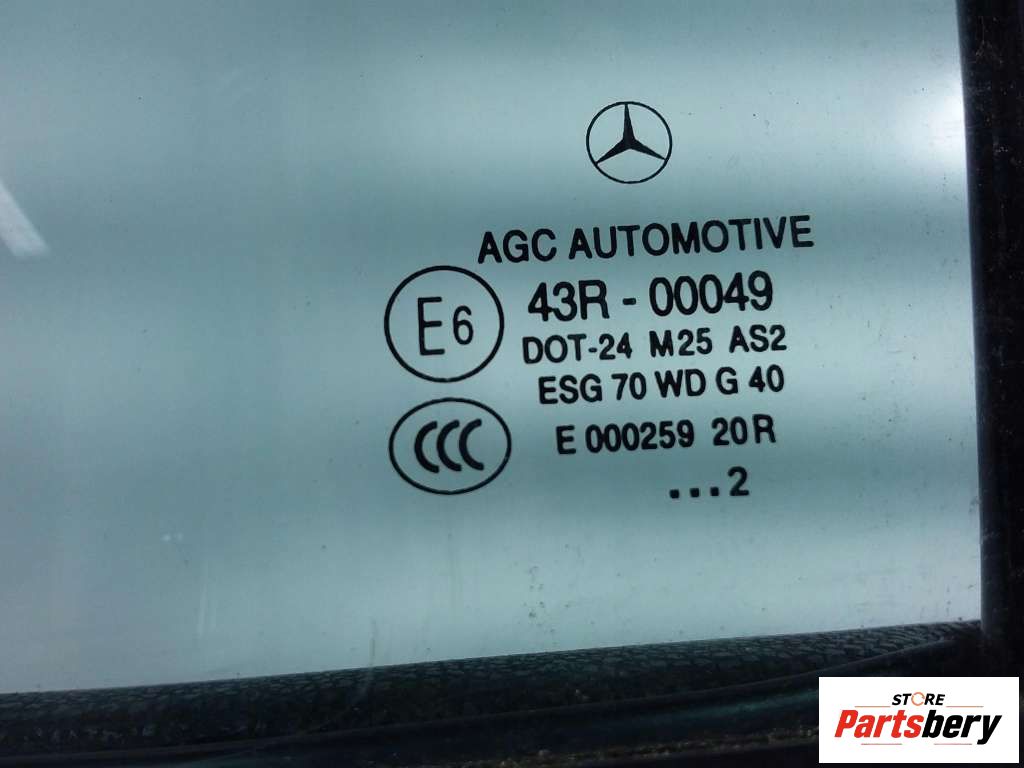 AGC AUTOMOTIVE
E6
43R - 00049
DOT-24 M25 AS2
ESG 70 WD G 40
CCC
E 000259 20R
...2
STORE
Partsbery